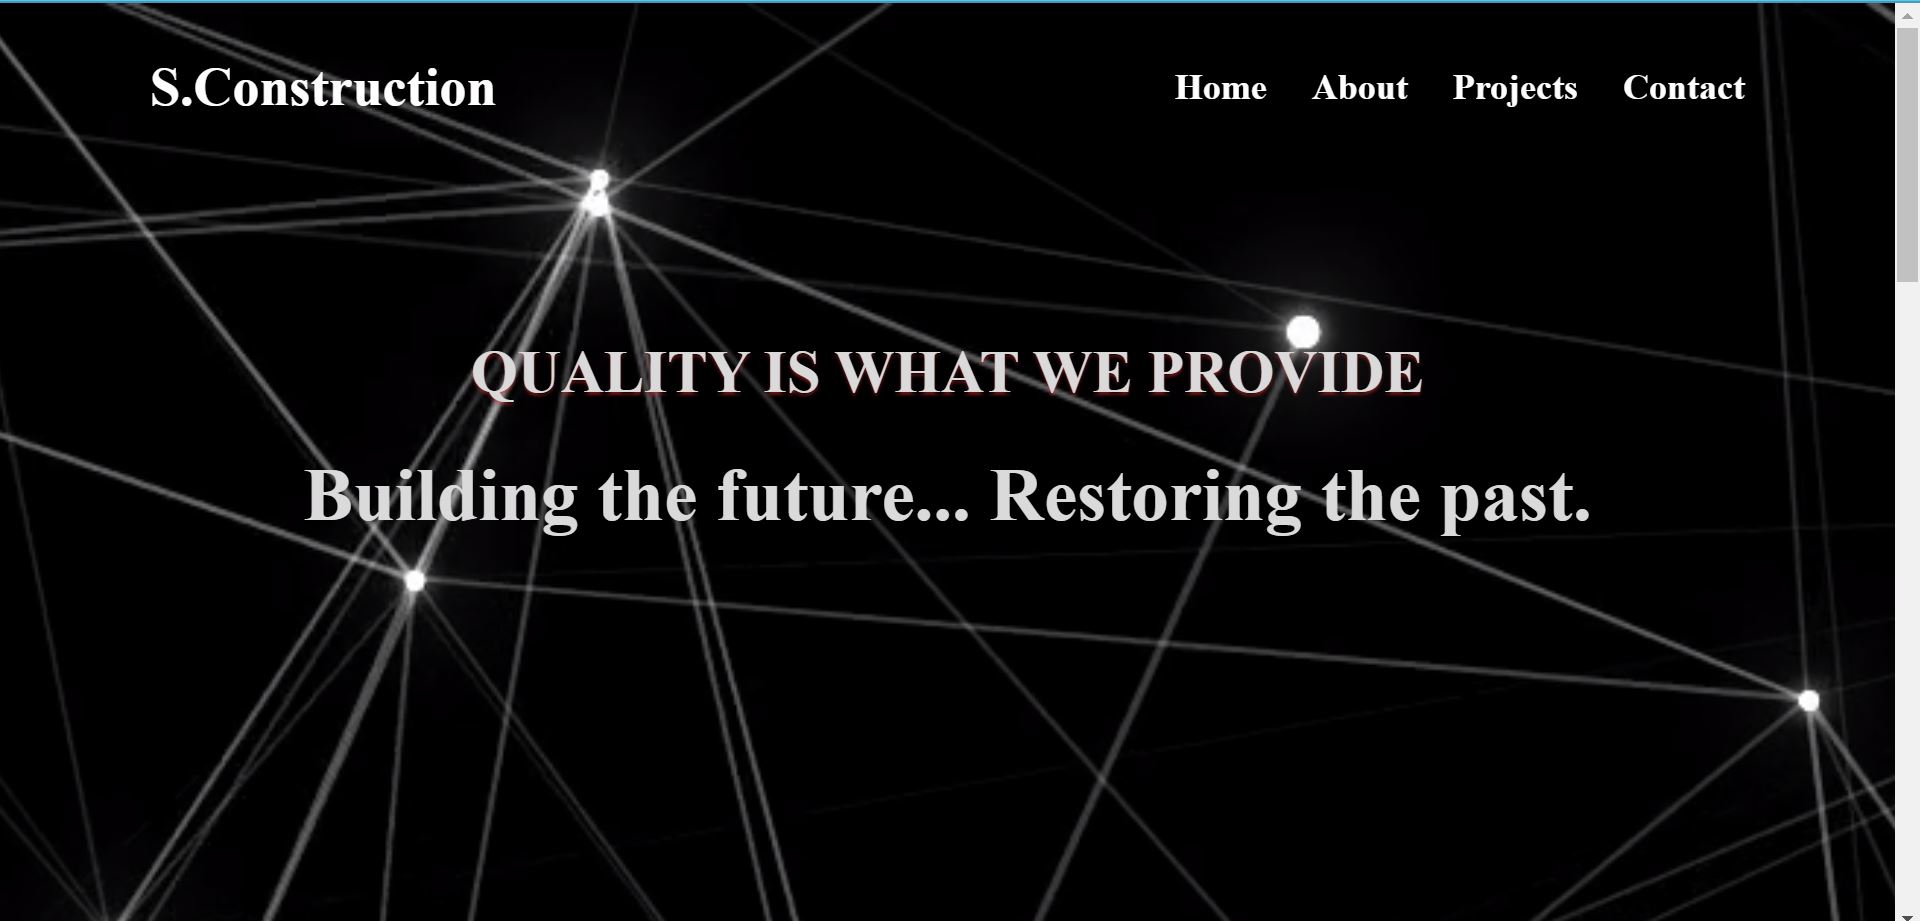 S.Construction
Home About Projects Contact
QUALITY IS WHAT WE PROVIDE
Building the future... Restoring the past.